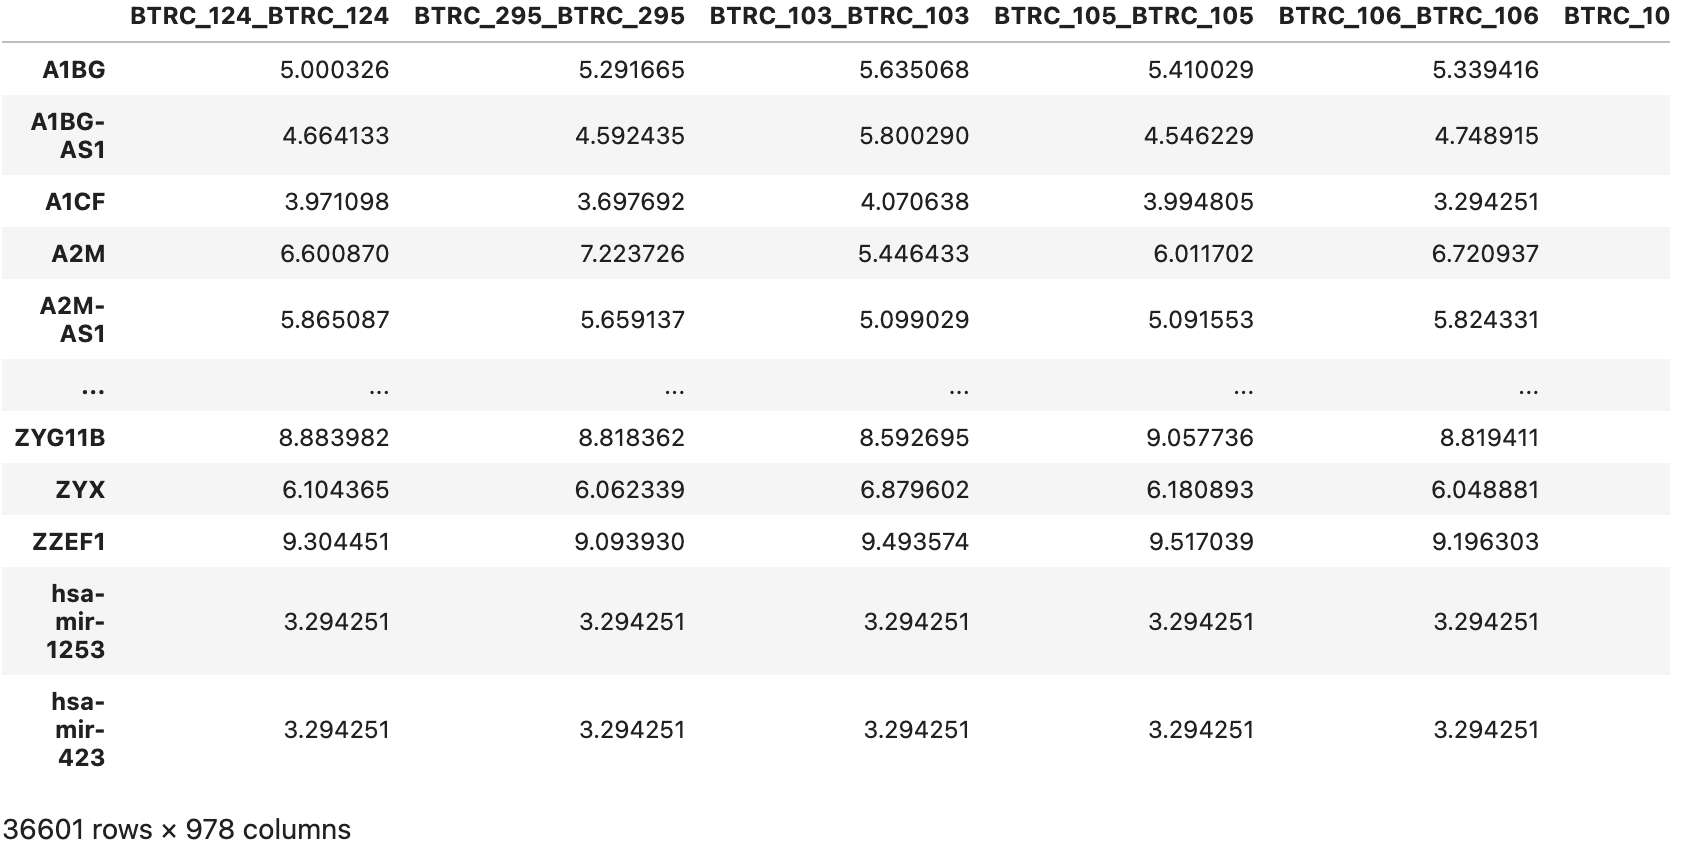 BTRC_124_BTRC_124 BTRC_295_BTRC_295 BTRC_103_BTRC_103 BTRC_105_BTRC_105 BTRC_106_BTRC_106 BTRC_10
A1BG 5.000326 5.291665 5.635068 5.410029 5.339416
A1BG-
AS1 4.664133 4.592435 5.800290 4.546229 4.748915
A1CF 3.971098 3.697692 4.070638 3.994805 3.294251
A2M 6.600870 7.223726 5.446433 6.011702 6.720937
A2M-
AS1 5.865087 5.659137 5.099029 5.091553 5.824331
... ... ... ... ... ...
ZYG11B 8.883982 8.818362 8.592695 9.057736 8.819411
ZYX 6.104365 6.062339 6.879602 6.180893 6.048881
ZZEF1 9.304451 9.093930 9.493574 9.517039 9.196303
hsa-
mir- 3.294251 3.294251 3.294251 3.294251 3.294251
1253
hsa-
mir- 3.294251 3.294251 3.294251 3.294251 3.294251
423
36601 rows × 978 columns